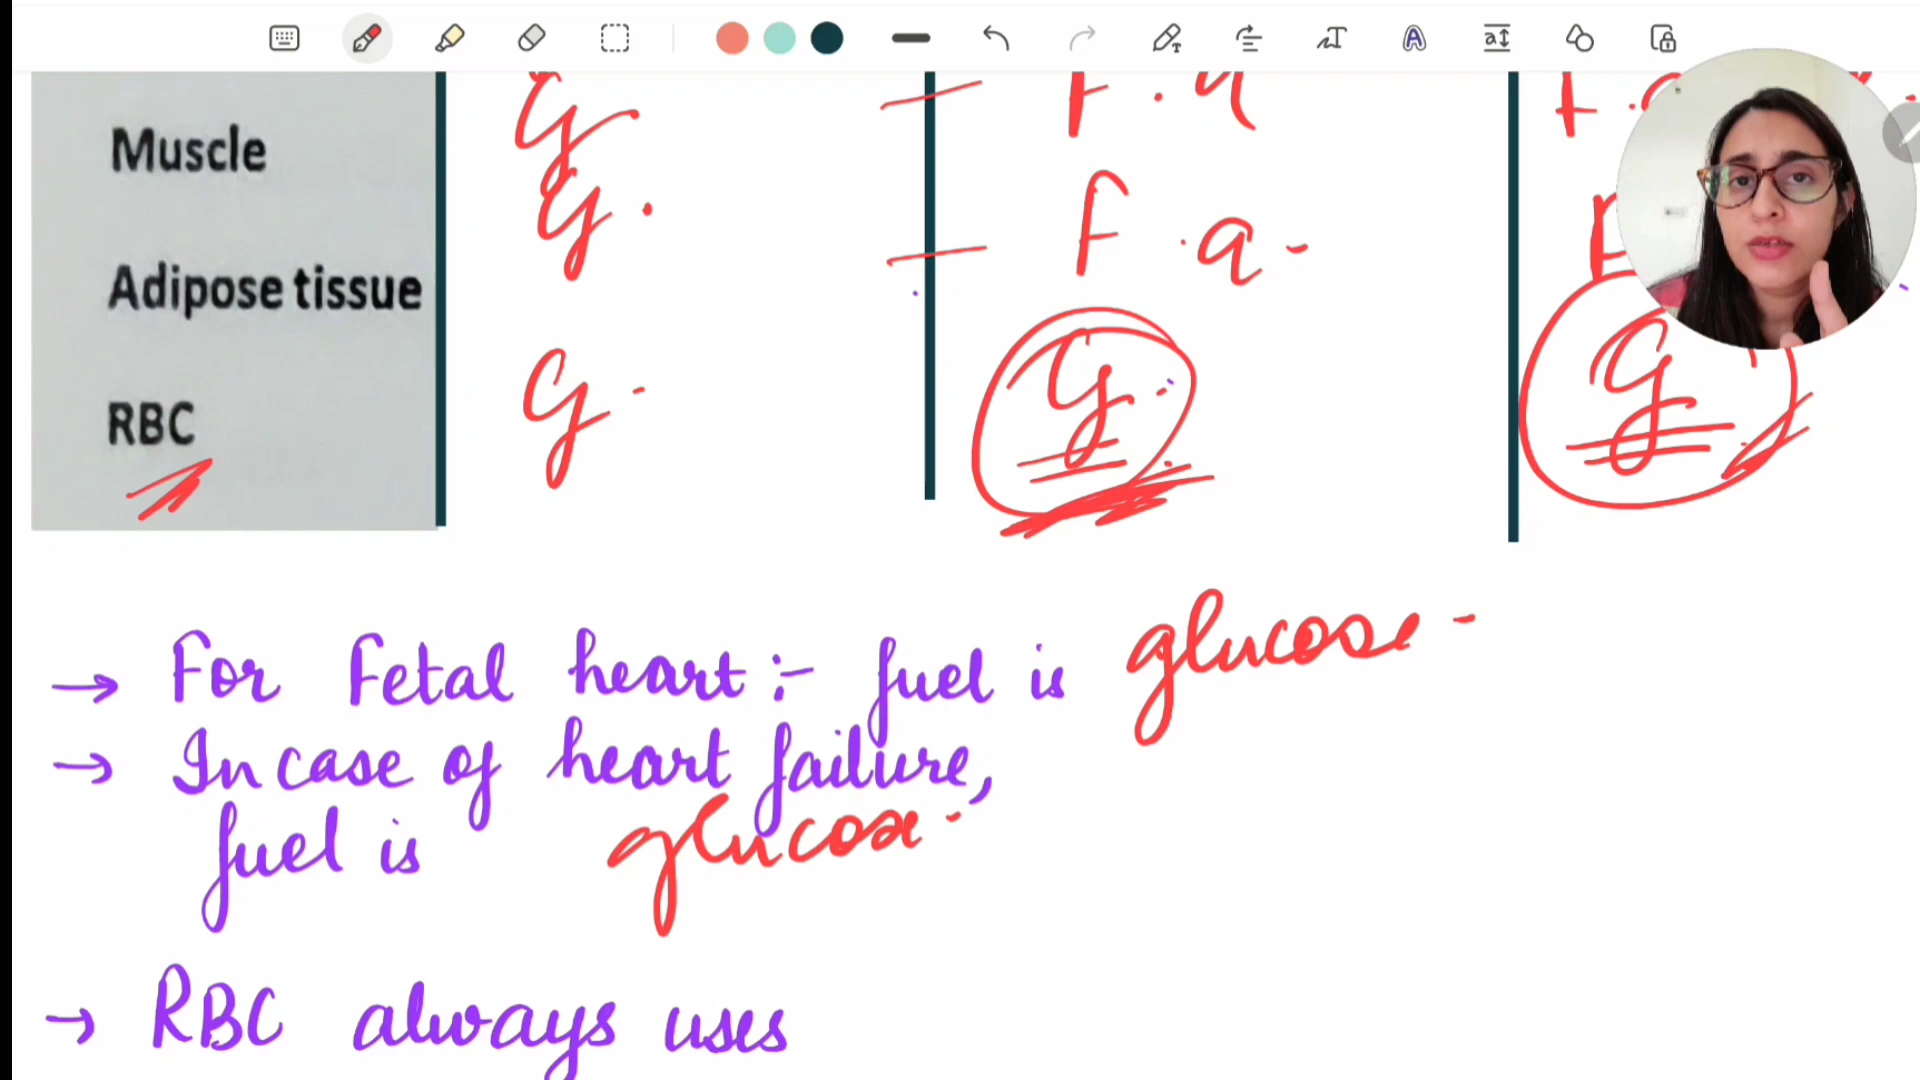 G. F.a
Muscle
G. F.a-
Adipose tissue
RBC G. G. G
→ For Fetal heart:- fuel is glucose-
→ In case of heart failure,
fuel is glucose-
→ RBC always uses